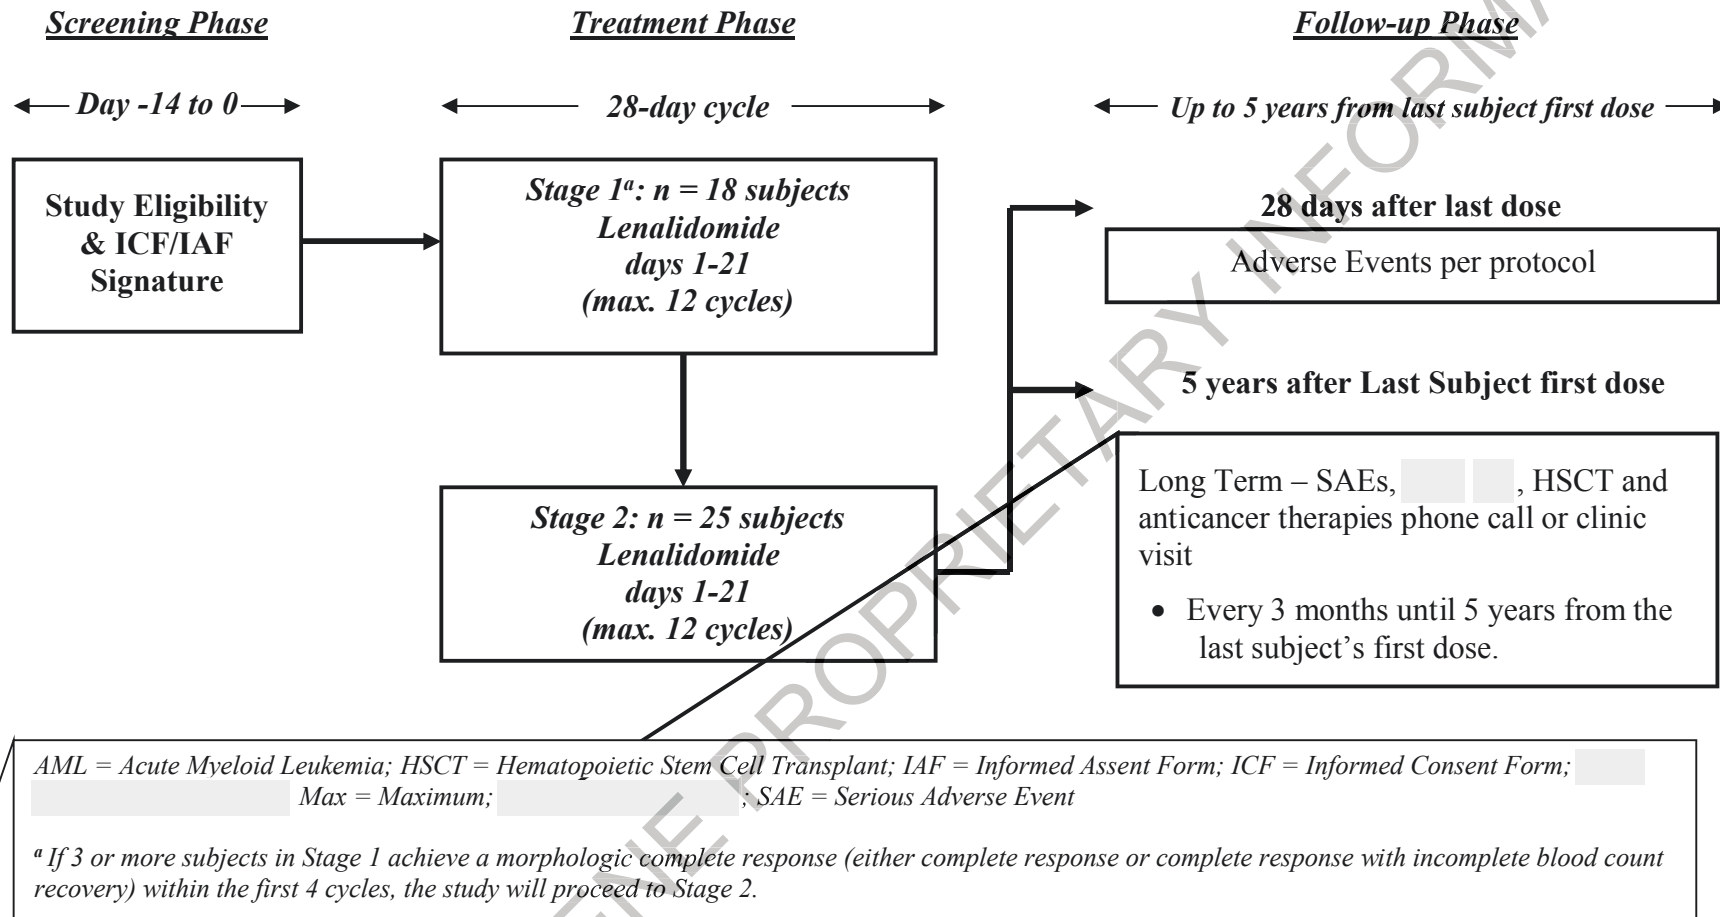 Screening Phase
Treatment Phase
Follow-up Phase
Day -14 to 0
28-day cycle
Up to 5 years from last subject first dose
Study Eligibility
& ICF/IAF
Signature
Stage 1ᵃ: n = 18 subjects
Lenalidomide
days 1-21
(max. 12 cycles)
28 days after last dose
Adverse Events per protocol
5 years after Last Subject first dose
Stage 2: n = 25 subjects
Lenalidomide
days 1-21
(max. 12 cycles)
Long Term – SAEs, , HSCT and
anticancer therapies phone call or clinic
visit
• Every 3 months until 5 years from the
last subject’s first dose.
AML = Acute Myeloid Leukemia; HSCT = Hematopoietic Stem Cell Transplant; IAF = Informed Assent Form; ICF = Informed Consent Form;
Max = Maximum; ; SAE = Serious Adverse Event
ᵃ If 3 or more subjects in Stage 1 achieve a morphologic complete response (either complete response or complete response with incomplete blood count
recovery) within the first 4 cycles, the study will proceed to Stage 2.
PROPRIETARY